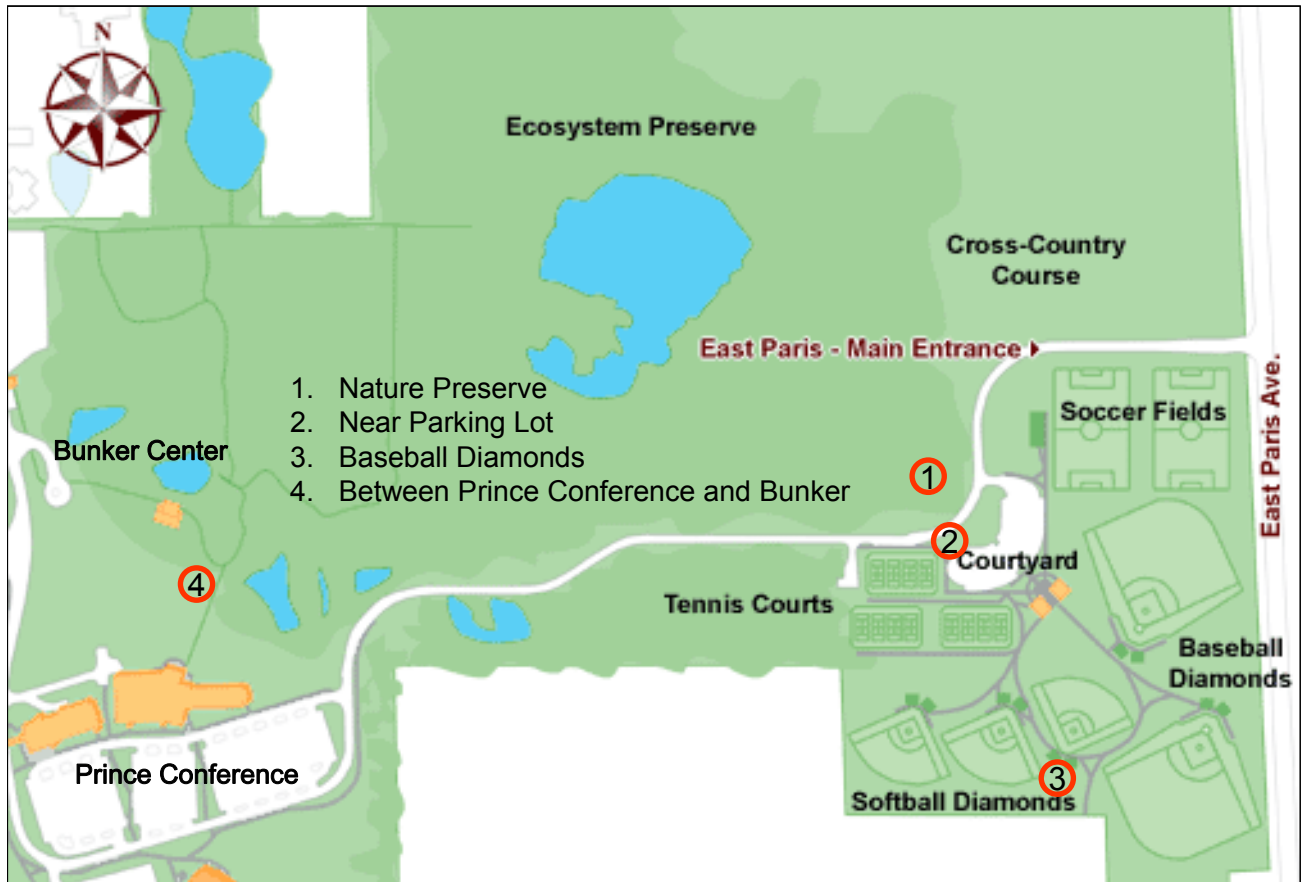 N
Ecosystem Preserve
Cross-Country
Course
East Paris - Main Entrance
1. Nature Preserve
2. Near Parking Lot
3. Baseball Diamonds
4. Between Prince Conference and Bunker
Soccer Fields
East Paris Ave.
Bunker Center
1
2
Courtyard
4
Tennis Courts
Baseball
Diamonds
Prince Conference
3
Softball Diamonds